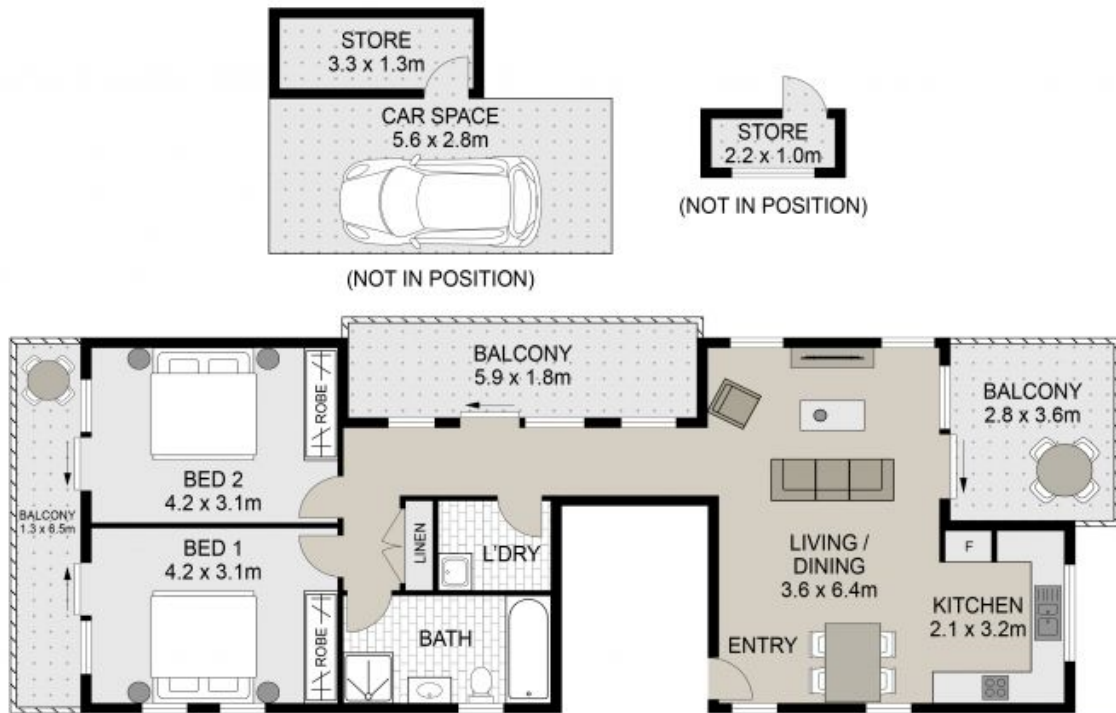 STORE
3.3 x 1.3m
CAR SPACE
5.6 x 2.8m
(NOT IN POSITION)
STORE
2.2 x 1.0m
(NOT IN POSITION)
BALCONY
5.9 x 1.8m
BALCONY
2.8 x 3.6m
BED 2
4.2 x 3.1m
ROBE
BALCONY
1.3 x 6.5m
BED 1
4.2 x 3.1m
ROBE
LINEN
L'DRY
BATH
LIVING /
DINING
3.6 x 6.4m
F
KITCHEN
2.1 x 3.2m
ENTRY